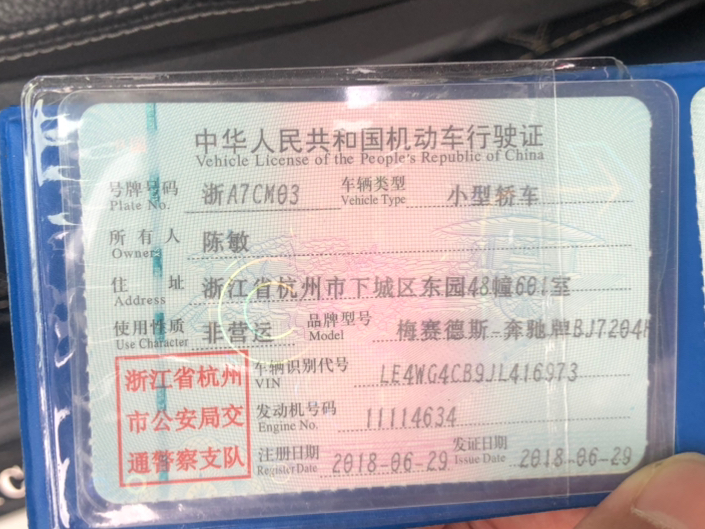 中华人民共和国机动车行驶证
Vehicle License of the People's Republic of China
号牌号码 浙A7CM03 车辆类型 小型轿车
Plate No. Vehicle Type
所有人 陈敏
Owner
住址 浙江省杭州市下城区东园48幢601室
Address
使用性质 非营运 品牌型号 梅赛德斯-奔驰牌BJ7204H
Use Character Model
浙江省杭州
市公安局交
通警察支队
车辆识别代号 LE4WG4CB9JL416973
VIN
发动机号码 11114634
Engine No.
注册日期 2018-06-29 发证日期 2018-06-29
Register Date Issue Date